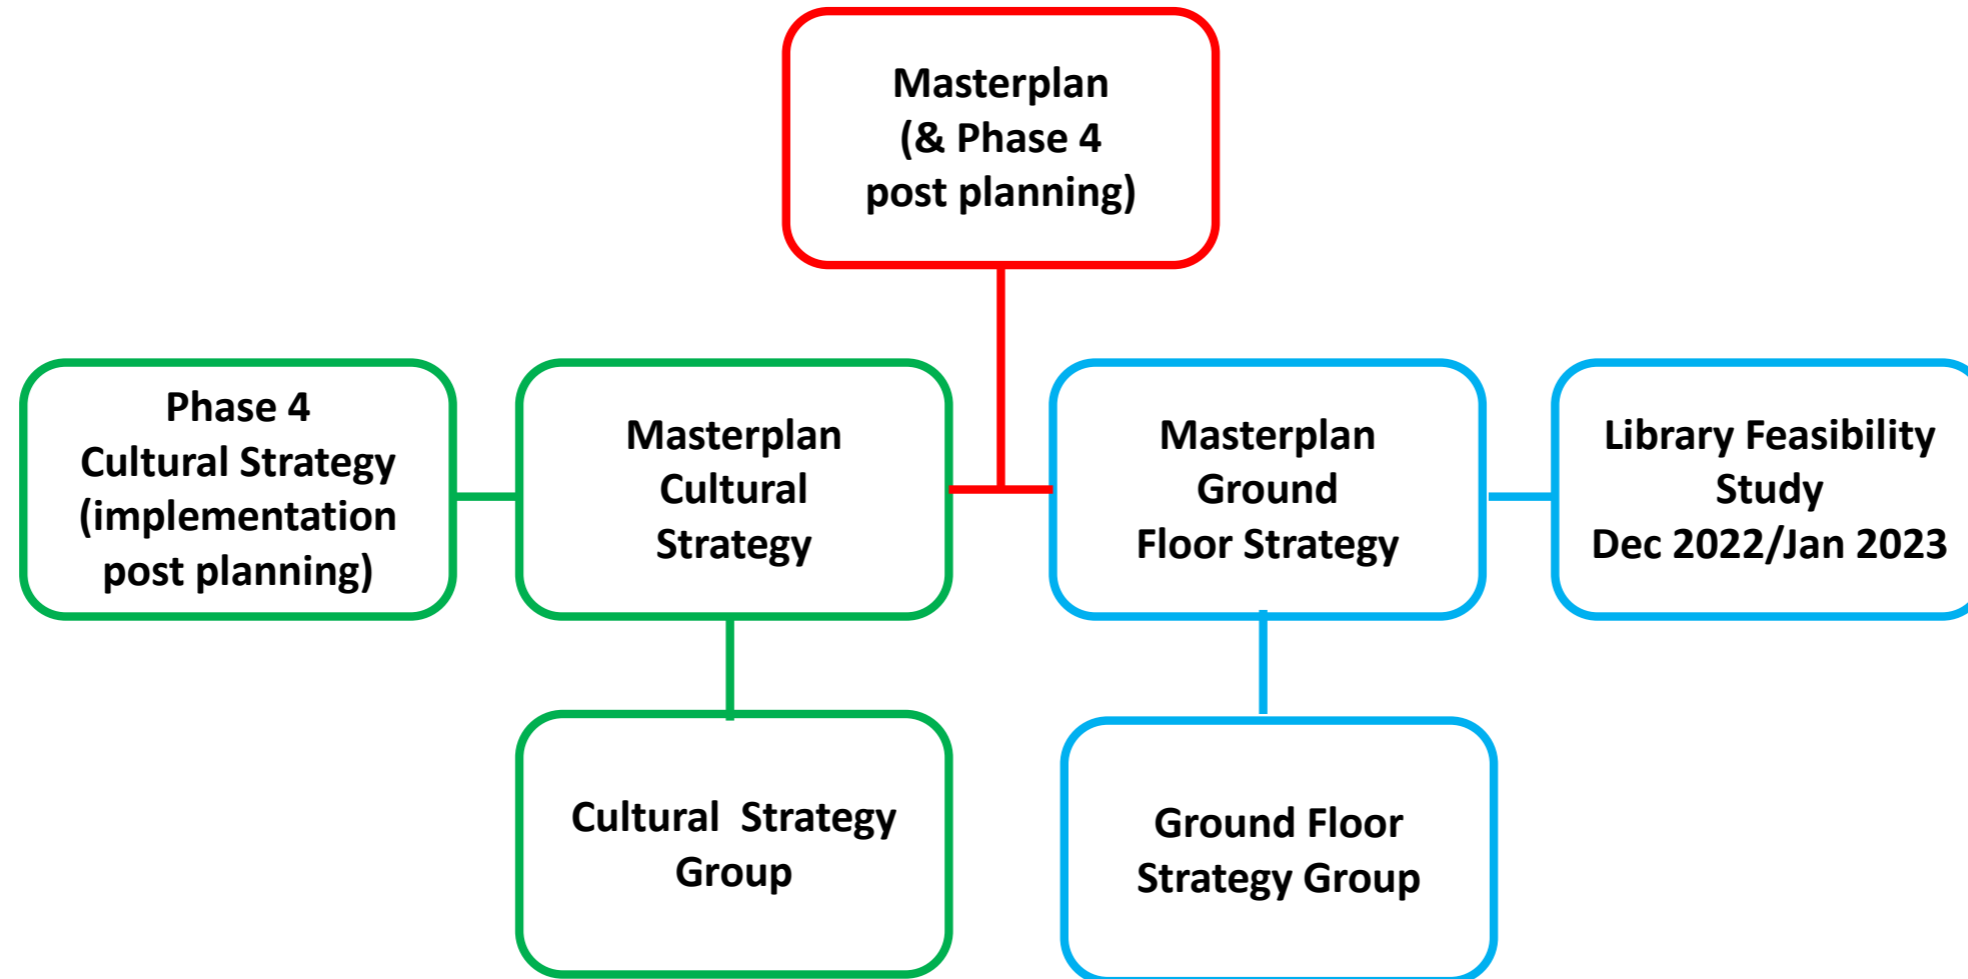 Masterplan
(& Phase 4
post planning)
Phase 4
Cultural Strategy
(implementation
post planning)
Masterplan
Cultural
Strategy
Masterplan
Ground
Floor Strategy
Library Feasibility
Study
Dec 2022/Jan 2023
Cultural  Strategy
Group
Ground Floor
Strategy Group